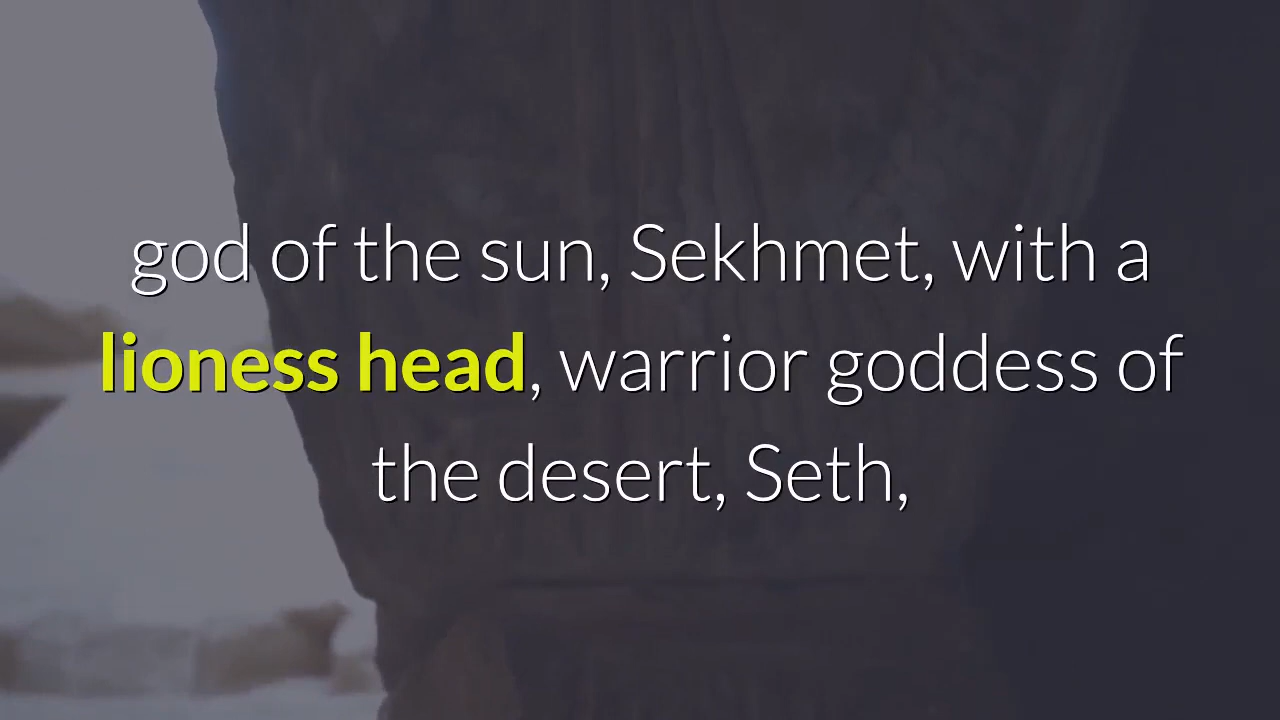 god of the sun, Sekhmet, with a
lioness head, warrior goddess of
the desert, Seth,